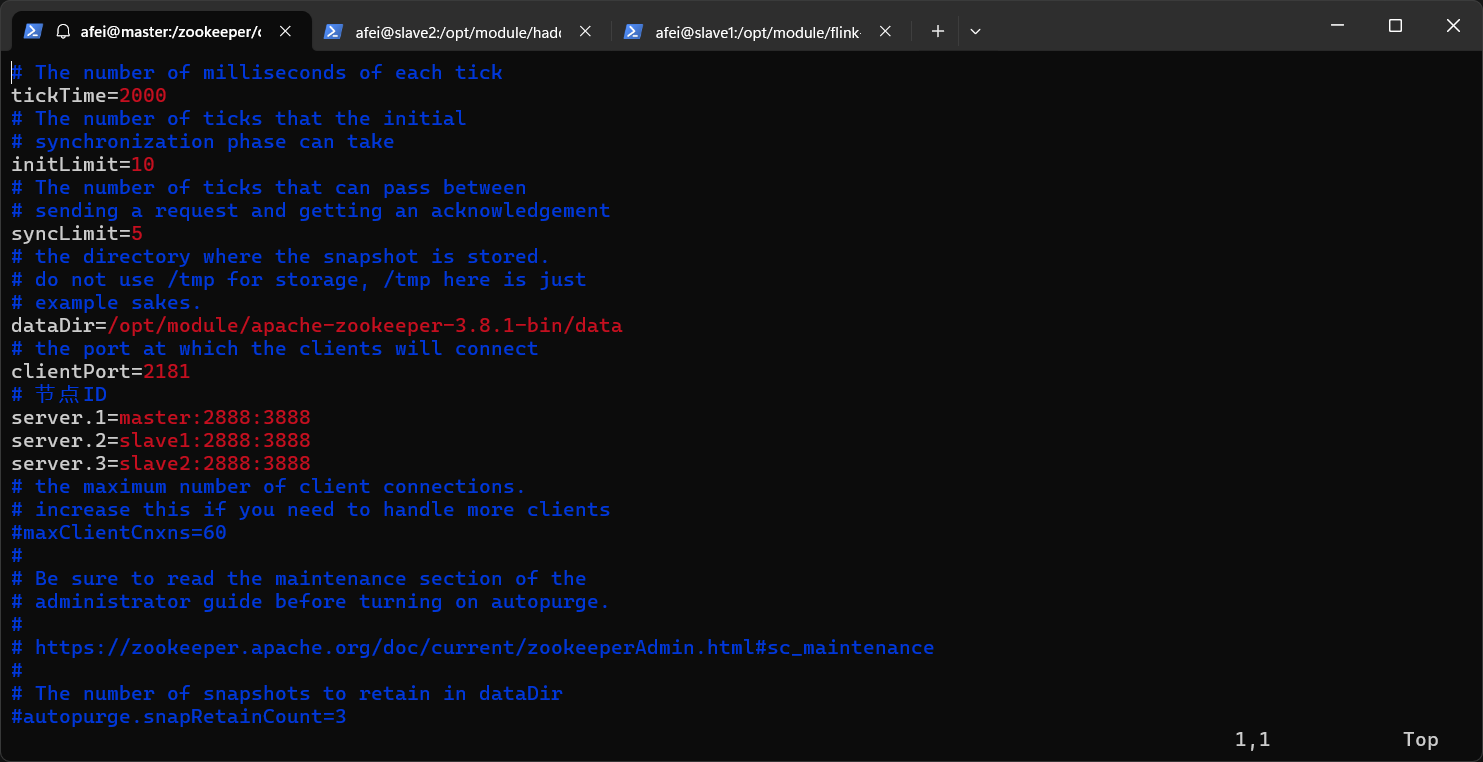 afei@master:/zookeeper/c
afei@slave2:/opt/module/hado
afei@slave1:/opt/module/flink-
# The number of milliseconds of each tick
tickTime=2000
# The number of ticks that the initial
# synchronization phase can take
initLimit=10
# The number of ticks that can pass between
# sending a request and getting an acknowledgement
syncLimit=5
# the directory where the snapshot is stored.
# do not use /tmp for storage, /tmp here is just
# example sakes.
dataDir=/opt/module/apache-zookeeper-3.8.1-bin/data
# the port at which the clients will connect
clientPort=2181
# 节点ID
server.1=master:2888:3888
server.2=slave1:2888:3888
server.3=slave2:2888:3888
# the maximum number of client connections.
# increase this if you need to handle more clients
#maxClientCnxns=60
#
# Be sure to read the maintenance section of the
# administrator guide before turning on autopurge.
#
# https://zookeeper.apache.org/doc/current/zookeeperAdmin.html#sc_maintenance
#
# The number of snapshots to retain in dataDir
#autopurge.snapRetainCount=3
1,1 Top